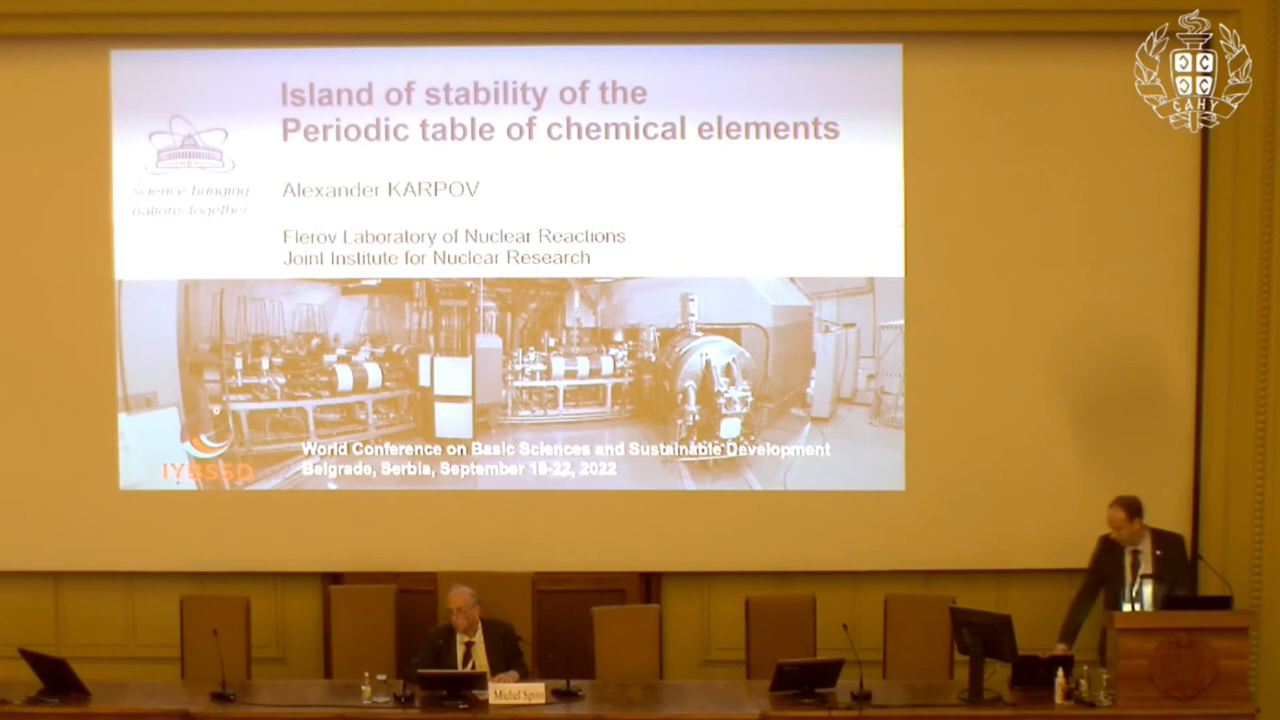 Island of stability of the
Periodic table of chemical elements
science bringing
nations together
Alexander KARPOV
Flerov Laboratory of Nuclear Reactions
Joint Institute for Nuclear Research
IYBSSD
World Conference on Basic Sciences and Sustainable Development
Belgrade, Serbia, September 19-22, 2022
САНУ
Michel Spiro